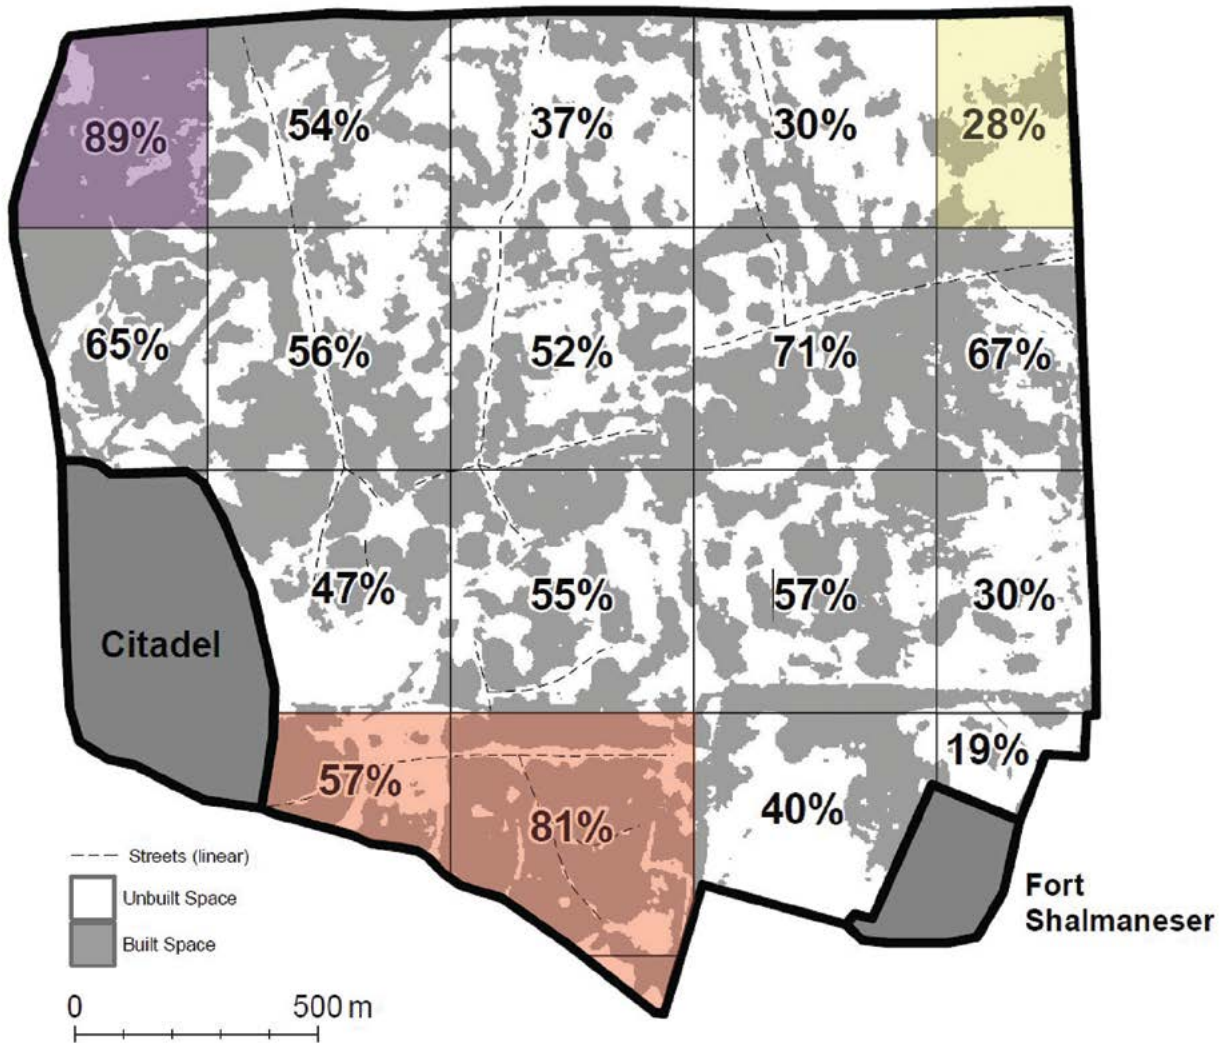 89%
54%
37%
30%
28%
65%
56%
52%
71%
67%
47%
55%
57%
30%
Citadel
57%
81%
40%
19%
Streets (linear)
Unbuilt Space
Built Space
Fort
Shalmaneser
0 500 m